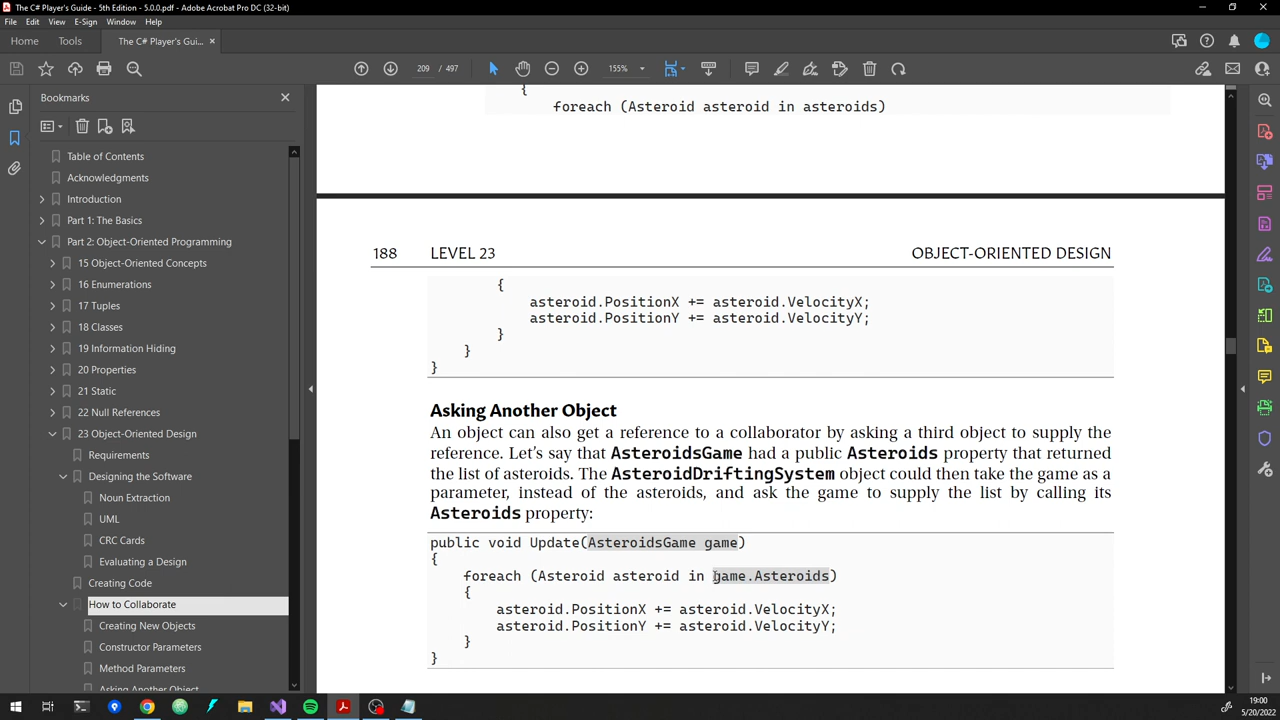 The C# Player's Guide - 5th Edition - 5.0.0.pdf - Adobe Acrobat Pro DC (32-bit)
File Edit View E-Sign Window Help
Home Tools The C# Player's Gui... ×
209 / 497 155%
Bookmarks
Table of Contents
Acknowledgments
Introduction
Part 1: The Basics
Part 2: Object-Oriented Programming
15 Object-Oriented Concepts
16 Enumerations
17 Tuples
18 Classes
19 Information Hiding
20 Properties
21 Static
22 Null References
23 Object-Oriented Design
Requirements
Designing the Software
Noun Extraction
UML
CRC Cards
Evaluating a Design
Creating Code
How to Collaborate
Creating New Objects
Constructor Parameters
Method Parameters
Asking Another Object
{
foreach (Asteroid asteroid in asteroids)
188 LEVEL 23 OBJECT-ORIENTED DESIGN
{
asteroid.PositionX += asteroid.VelocityX;
asteroid.PositionY += asteroid.VelocityY;
}
}
}
Asking Another Object
An object can also get a reference to a collaborator by asking a third object to supply the
reference. Let's say that AsteroidsGame had a public Asteroids property that returned
the list of asteroids. The AsteroidDriftingSystem object could then take the game as a
parameter, instead of the asteroids, and ask the game to supply the list by calling its
Asteroids property:
public void Update(AsteroidsGame game)
{
foreach (Asteroid asteroid in game.Asteroids)
{
asteroid.PositionX += asteroid.VelocityX;
asteroid.PositionY += asteroid.VelocityY;
}
}
19:00
5/20/2022